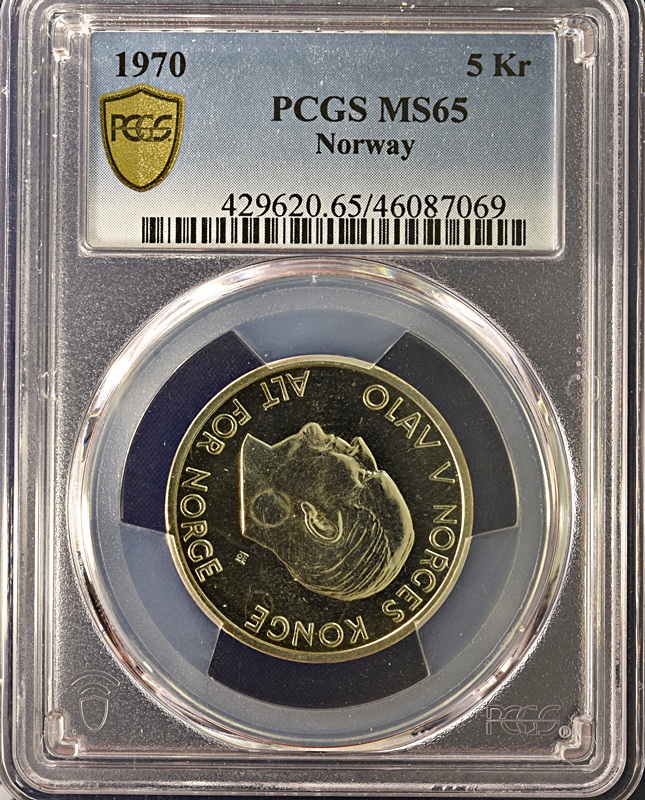 1970
5 Kr
PCGS
PCGS MS65
Norway
429620.65/46087069
OLAV V NORGES KONGE
ALT FOR NORGE
PCGS